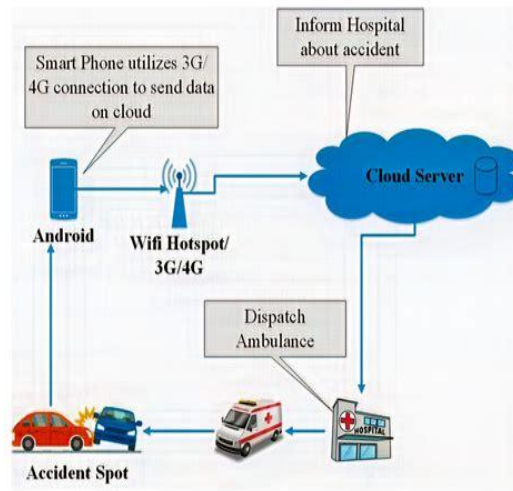 Inform Hospital
about accident
Smart Phone utilizes 3G/
4G connection to send data
on cloud
Cloud Server
Android
Wifi Hotspot/
3G/4G
Dispatch
Ambulance
HOSPITAL
Accident Spot